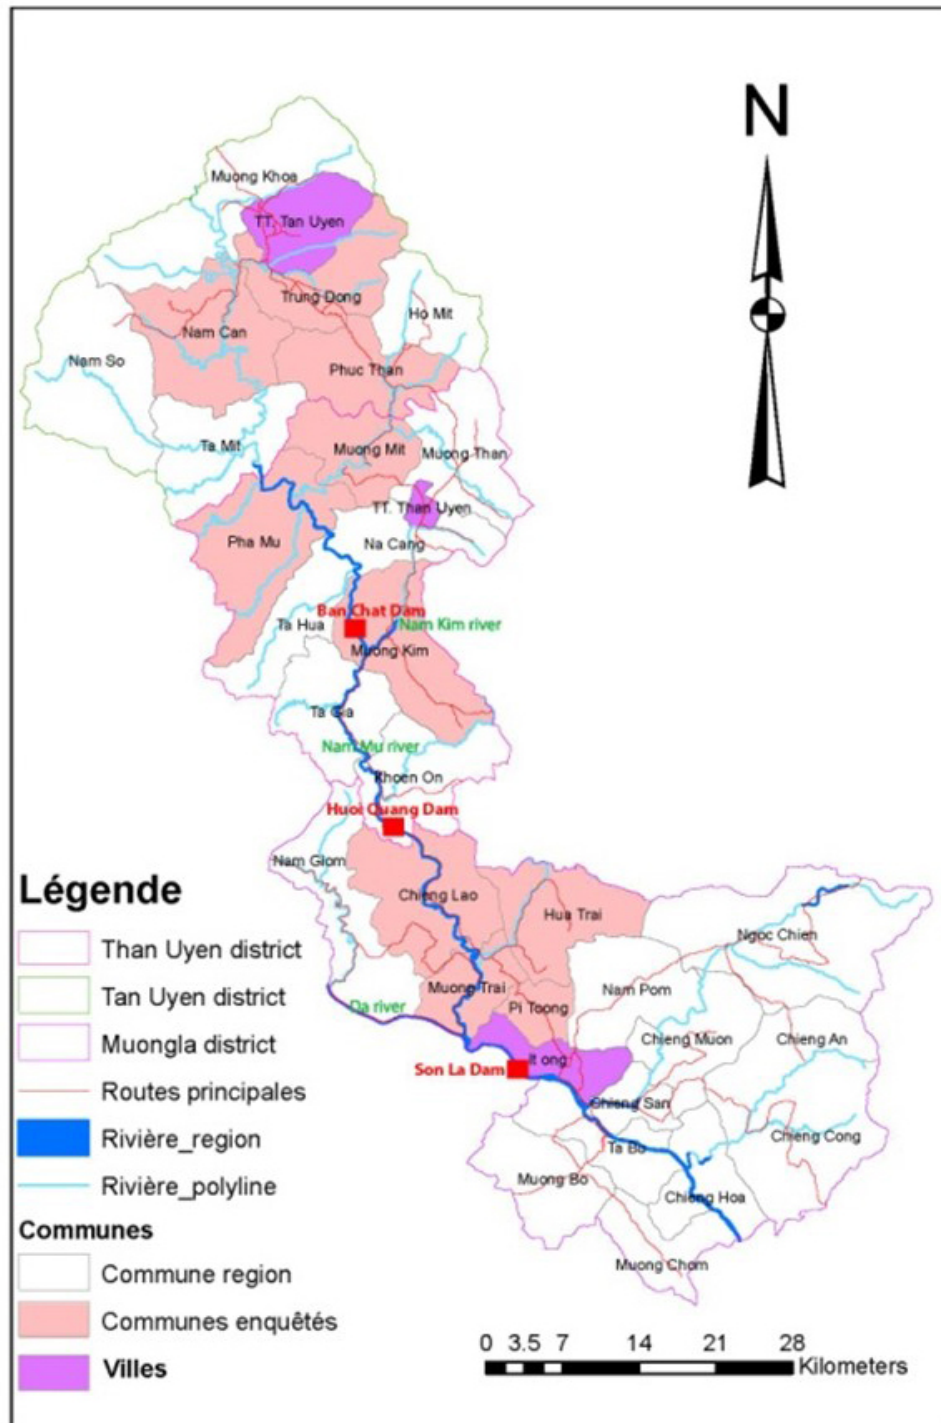 N
Muong Khoa
TT. Tan Uyen
Trung Dong
Ho Mit
Nam Can
Nam So
Phuc Than
Ta Mit
Muong Mit
Muong Than
TT. Than Uyen
Pha Mu
Na Cang
Ban Chat Dam
Ta Hua
Nam Kim river
Muong Kim
Ta Gia
Nam Mu river
Khoen On
Huoi Quang Dam
Nam Giom
Chieng Lao
Hua Trai
Ngoc Chien
Muong Trai
Nam Pom
Da river
Pi Toong
Chieng Muon
Chieng An
It ong
Son La Dam
Chieng San
Chieng Cong
Ta Bu
Muong Bo
Chieng Hoa
Muong Chom
Légende
Than Uyen district
Tan Uyen district
Muongla district
Routes principales
Rivière_region
Rivière_polyline
Communes
Commune region
Communes enquêtés
Villes
0 3.5 7 14 21 28
Kilometers